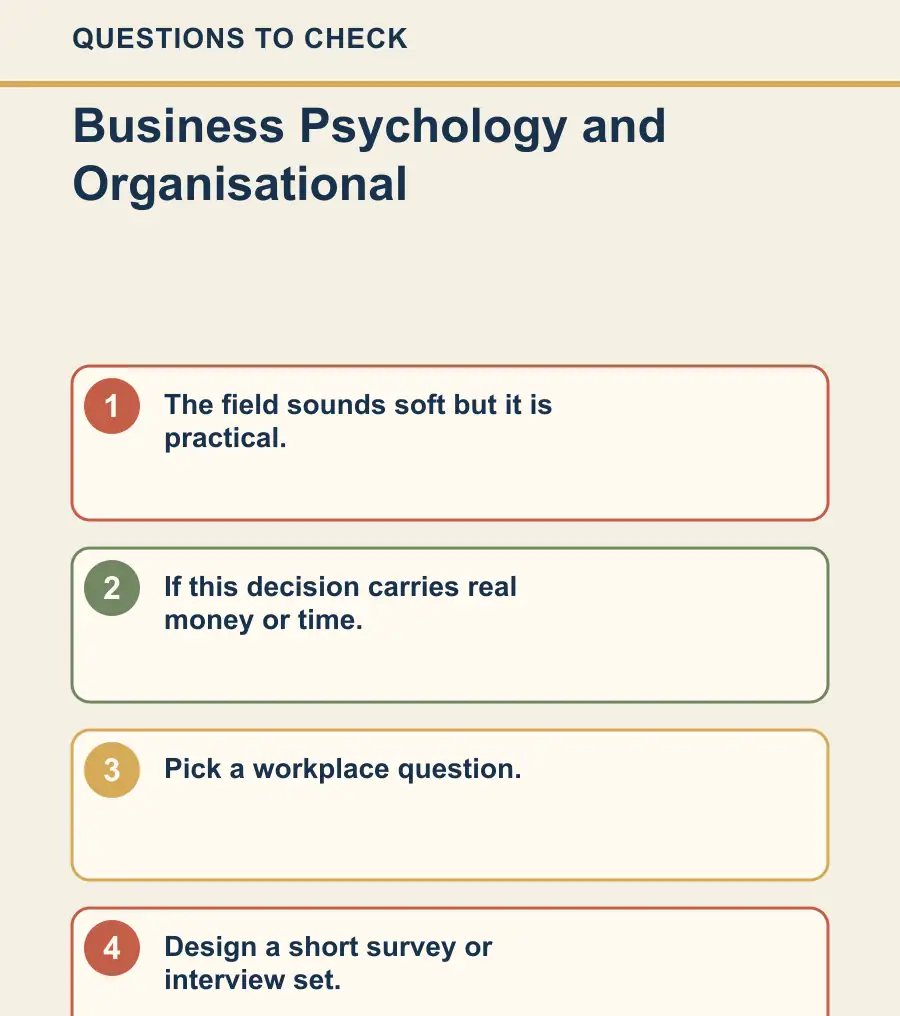 QUESTIONS TO CHECK
Business Psychology and
Organisational
1
The field sounds soft but it is
practical.
2
If this decision carries real
money or time.
3
Pick a workplace question.
4
Design a short survey or
interview set.